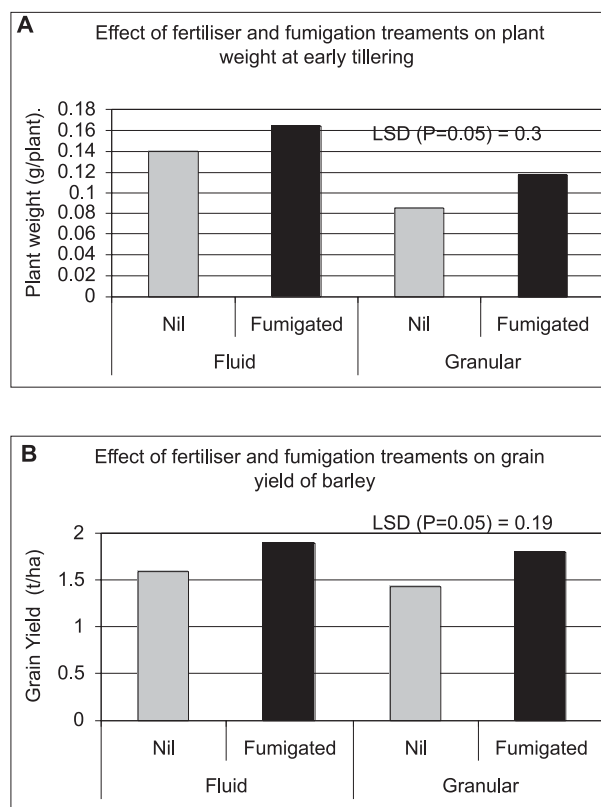 A
Effect of fertiliser and fumigation treaments on plant
weight at early tillering
LSD (P=0.05) = 0.3
Plant weight (g/plant).
0.18
0.16
0.14
0.12
0.1
0.08
0.06
0.04
0.02
0
Nil Fumigated Nil Fumigated
Fluid Granular
B
Effect of fertiliser and fumigation treaments on grain
yield of barley
LSD (P=0.05) = 0.19
Grain Yield (t/ha)
2
1.5
1
0.5
0
Nil Fumigated Nil Fumigated
Fluid Granular